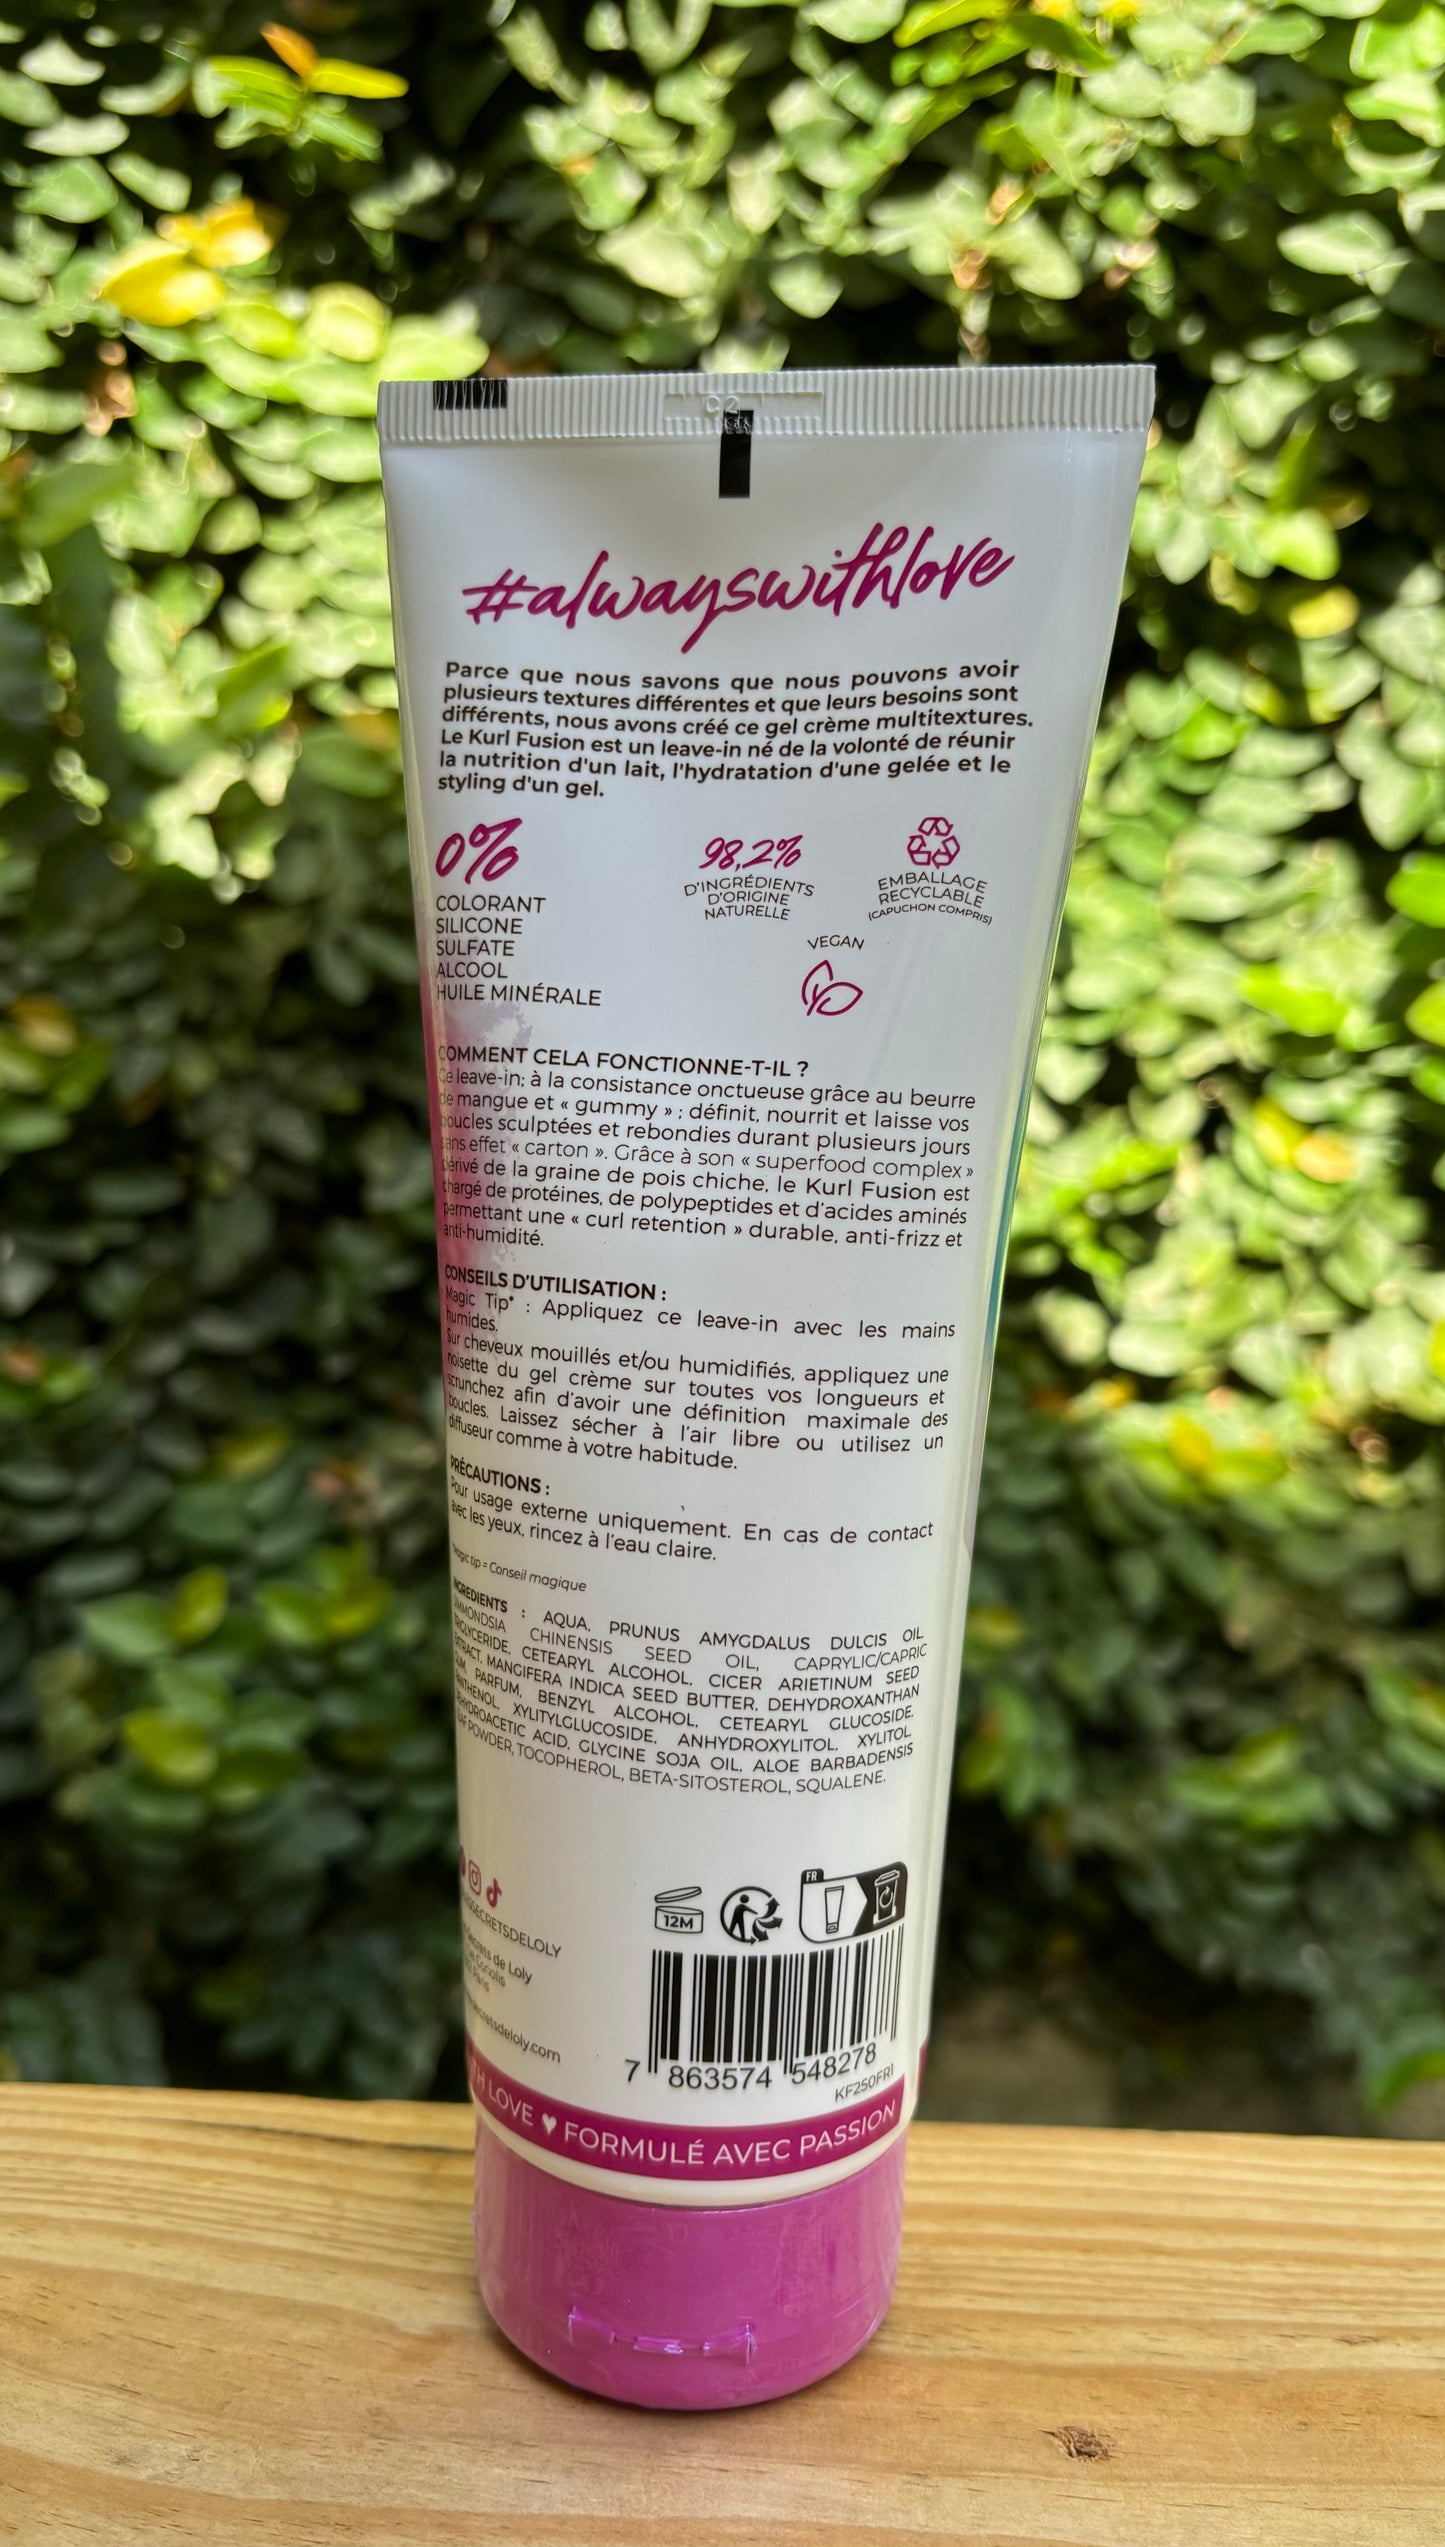 #alwayswithlove
Parce que nous savons que nous pouvons avoir
plusieurs textures différentes et que leurs besoins sont
différents, nous avons créé ce gel crème multitextures.
Le Kurl Fusion est un leave-in né de la volonté de réunir
la nutrition d'un lait, l'hydratation d'une gelée et le
styling d'un gel.
0%
COLORANT
SILICONE
SULFATE
ALCOOL
HUILE MINÉRALE
98,2%
D'INGRÉDIENTS
D'ORIGINE
NATURELLE
EMBALLAGE
RECYCLABLE
(CAPUCHON COMPRIS)
VEGAN
COMMENT CELA FONCTIONNE-T-IL ?
Ce leave-in; à la consistance onctueuse grâce au beurre
de mangue et « gummy » : définit, nourrit et laisse vos
boucles sculptées et rebondies durant plusieurs jours
sans effet « carton ». Grâce à son « superfood complex »
dérivé de la graine de pois chiche, le Kurl Fusion est
chargé de protéines, de polypeptides et d'acides aminés
permettant une « curl retention » durable, anti-frizz et
anti-humidité.
CONSEILS D'UTILISATION :
Magic Tip* : Appliquez ce leave-in avec les mains
humides.
Sur cheveux mouillés et/ou humidifiés, appliquez une
noisette du gel crème sur toutes vos longueurs et
scrunchez afin d'avoir une définition maximale des
boucles. Laissez sécher à l'air libre ou utilisez un
diffuseur comme à votre habitude.
PRÉCAUTIONS :
Pour usage externe uniquement. En cas de contact
avec les yeux, rincez à l'eau claire.
*Magic tip = Conseil magique
INGREDIENTS : AQUA, PRUNUS AMYGDALUS DULCIS OIL,
SIMMONDSIA CHINENSIS SEED OIL, CAPRYLIC/CAPRIC
TRIGLYCERIDE, CETEARYL ALCOHOL, CICER ARIETINUM SEED
EXTRACT, MANGIFERA INDICA SEED BUTTER, DEHYDROXANTHAN
GUM, PARFUM, BENZYL ALCOHOL, CETEARYL GLUCOSIDE,
PANTHENOL, XYLITYLGLUCOSIDE, ANHYDROXYLITOL, XYLITOL,
DEHYDROACETIC ACID, GLYCINE SOJA OIL, ALOE BARBADENSIS
LEAF POWDER, TOCOPHEROL, BETA-SITOSTEROL, SQUALENE.
SECRETSDELOLY
Secrets de Loly
Coriolis
Paris
secretsdeloly.com
12M
FR
7 863574 548278
KF250FR1
LOVE ♥ FORMULÉ AVEC PASSION